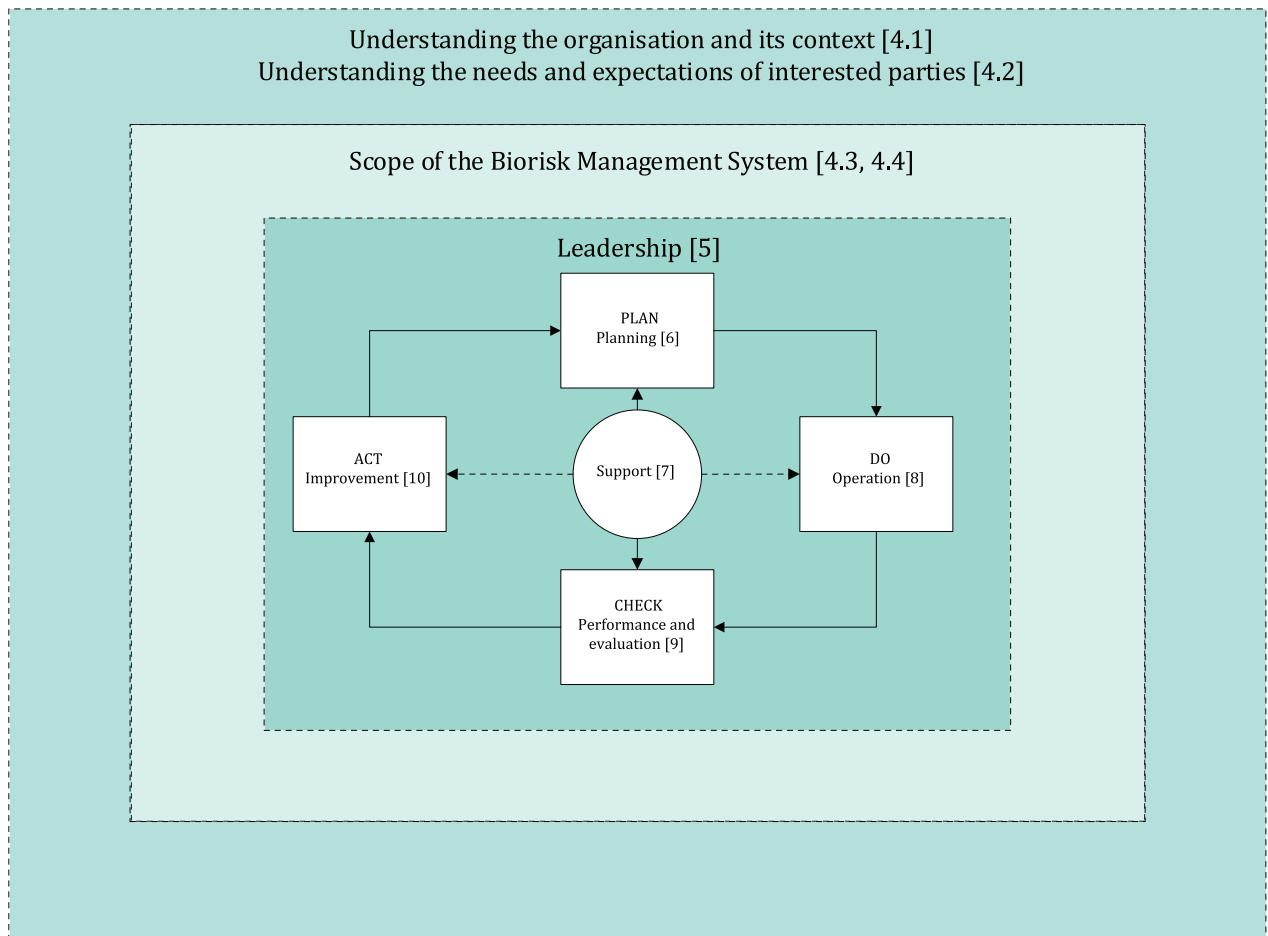 Understanding the organisation and its context [4.1]
Understanding the needs and expectations of interested parties [4.2]
Scope of the Biorisk Management System [4.3, 4.4]
Leadership [5]
PLAN
Planning [6]
ACT
Improvement [10]
Support [7]
DO
Operation [8]
CHECK
Performance and
evaluation [9]